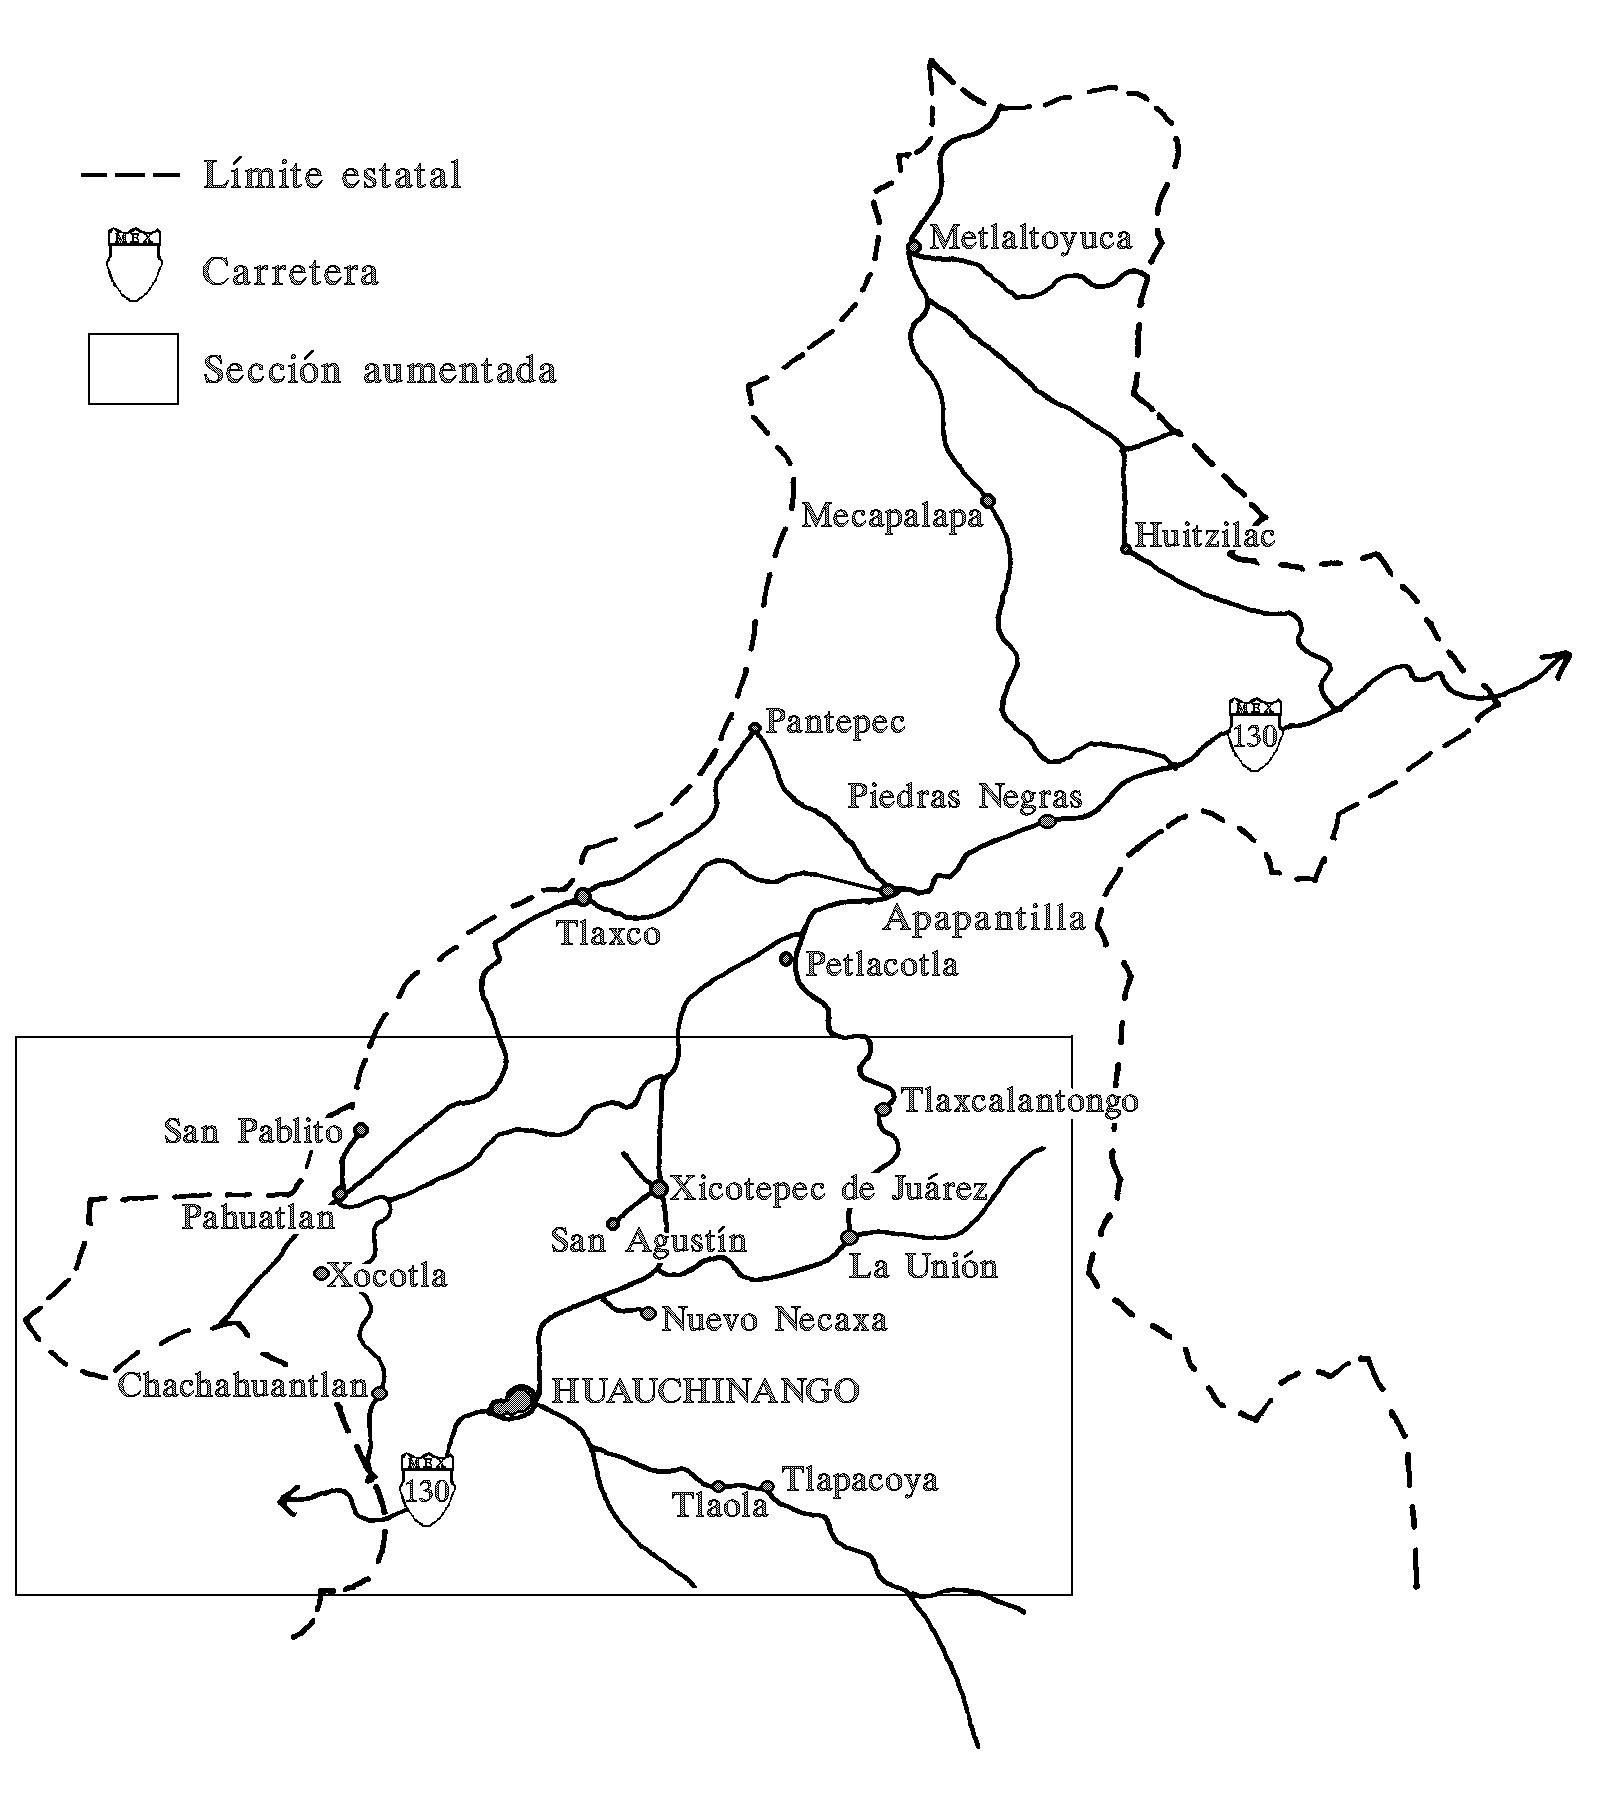 Límite estatal
MEX
Carretera
Sección aumentada
Metlaltoyuca
Mecapalapa
Huitzilac
Pantepec
MEX
130
Piedras Negras
Apapantilla
Tlaxco
Petlacotla
Tlaxcalantongo
San Pablito
Xicotepec de Juárez
Pahuatlan
San Agustín
La Unión
Xocotla
Nuevo Necaxa
Chachahuantlan
HUAUCHINANGO
MEX
130
Tlapacoya
Tlaola